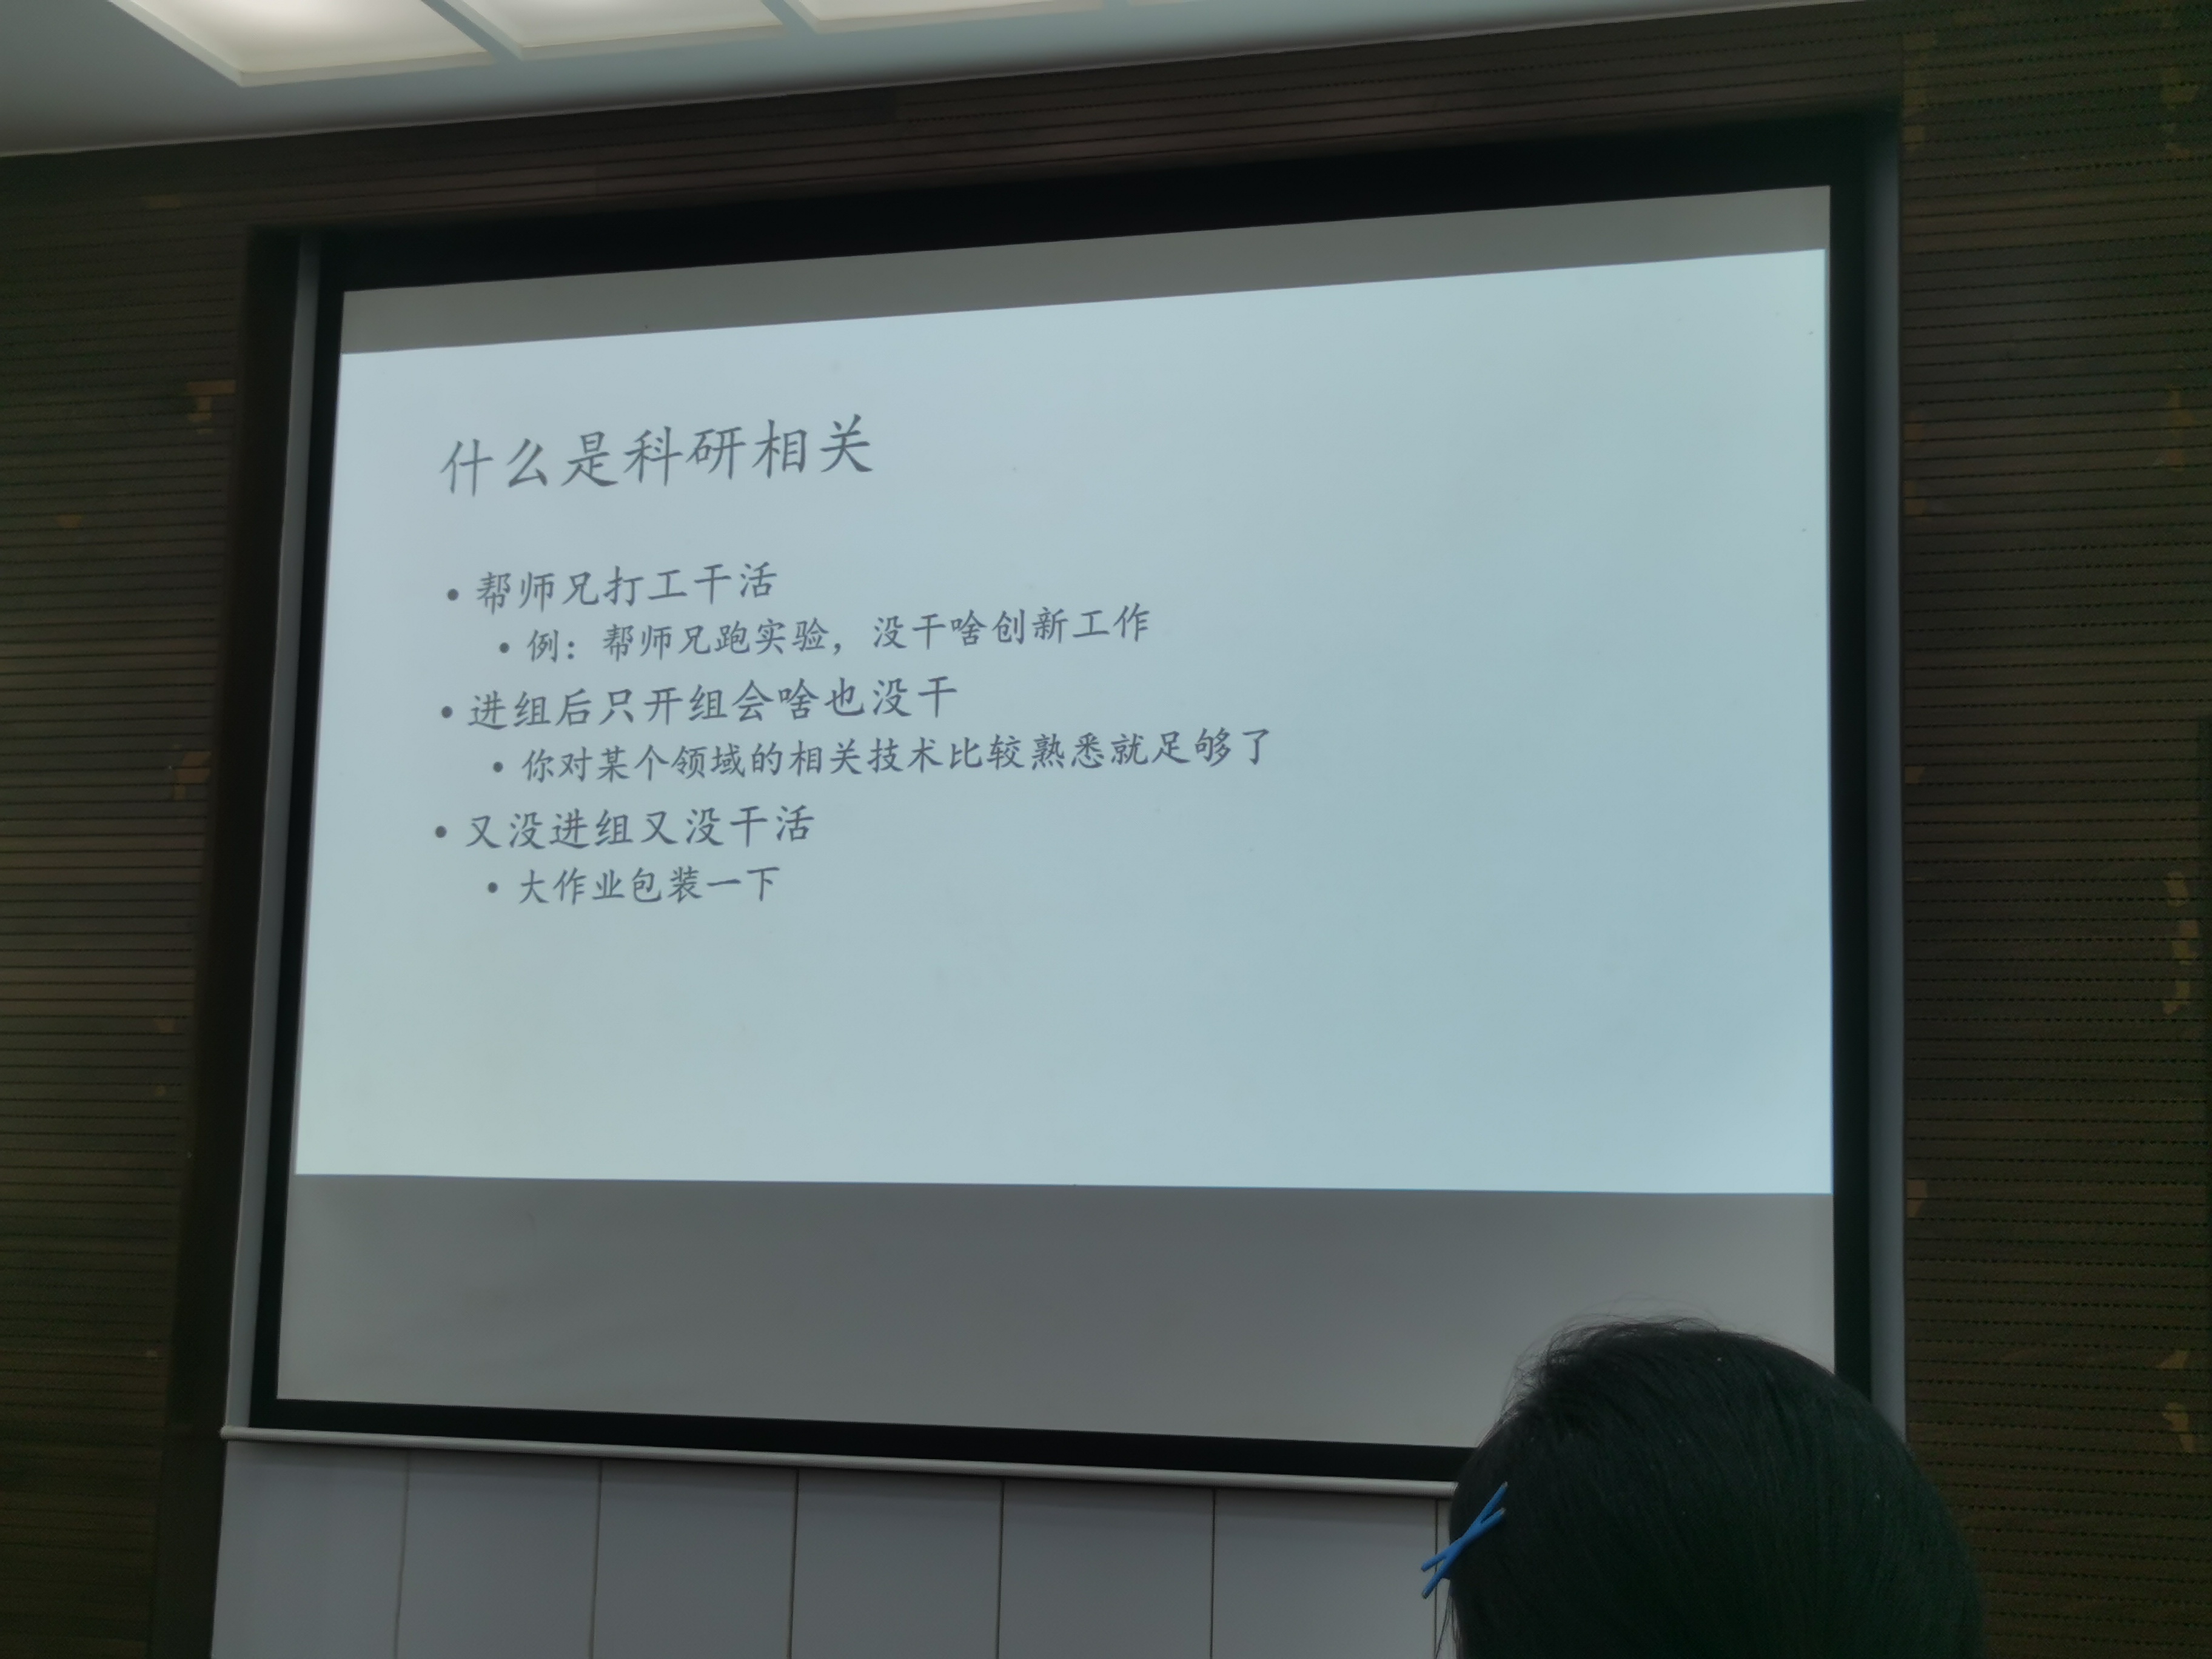 什么是科研相关
• 帮师兄打工干活
• 例：帮师兄跑实验，没干啥创新工作
• 进组后只开组会啥也没干
• 你对某个领域的相关技术比较熟悉就足够了
• 又没进组又没干活
• 大作业包装一下